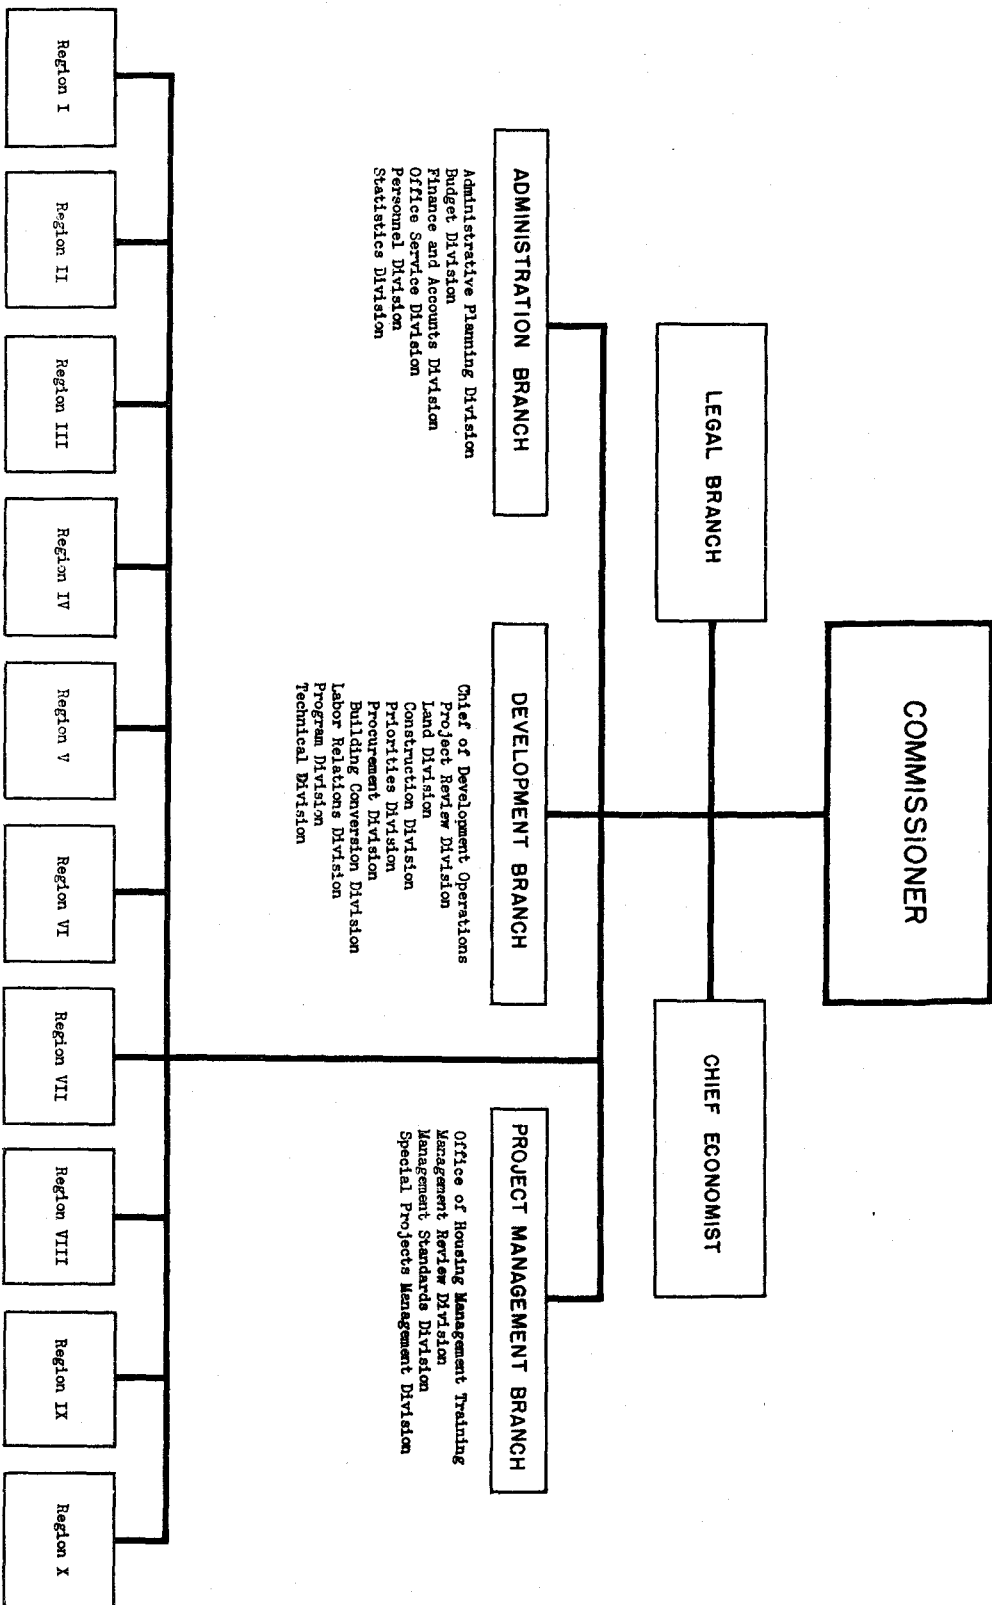 COMMISSIONER
LEGAL BRANCH
CHIEF ECONOMIST
ADMINISTRATION BRANCH
Administrative Planning Division
Budget Division
Finance and Accounts Division
Office Service Division
Personnel Division
Statistics Division
DEVELOPMENT BRANCH
Chief of Development Operations
Project Review Division
Land Division
Construction Division
Priorities Division
Procurement Division
Building Conversion Division
Labor Relations Division
Program Division
Technical Division
PROJECT MANAGEMENT BRANCH
Office of Housing Management Training
Management Review Division
Management Standards Division
Special Projects Management Division
Region I
Region II
Region III
Region IV
Region V
Region VI
Region VII
Region VIII
Region IX
Region X